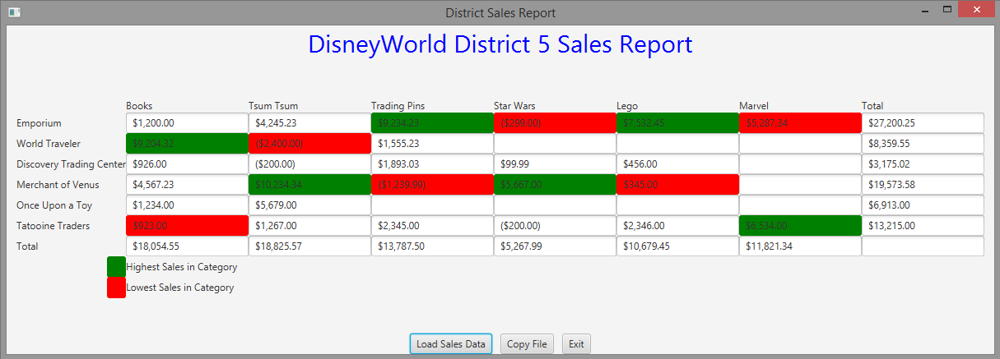 District Sales Report
DisneyWorld District 5 Sales Report
Books Tsum Tsum Trading Pins Star Wars Lego Marvel Total
Emporium $1,200.00 $4,245.23 $9,234.23 ($299.00) $7,532.45 $5,287.34 $27,200.25
World Traveler $9,204.32 ($2,400.00) $1,555.23 $8,359.55
Discovery Trading Center $926.00 ($200.00) $1,893.03 $99.99 $456.00 $3,175.02
Merchant of Venus $4,567.23 $10,234.34 ($1,239.99) $5,667.00 $345.00 $19,573.58
Once Upon a Toy $1,234.00 $5,679.00 $6,913.00
Tatooine Traders $923.00 $1,267.00 $2,345.00 ($200.00) $2,346.00 $6,534.00 $13,215.00
Total $18,054.55 $18,825.57 $13,787.50 $5,267.99 $10,679.45 $11,821.34
Highest Sales in Category
Lowest Sales in Category
Load Sales Data Copy File Exit